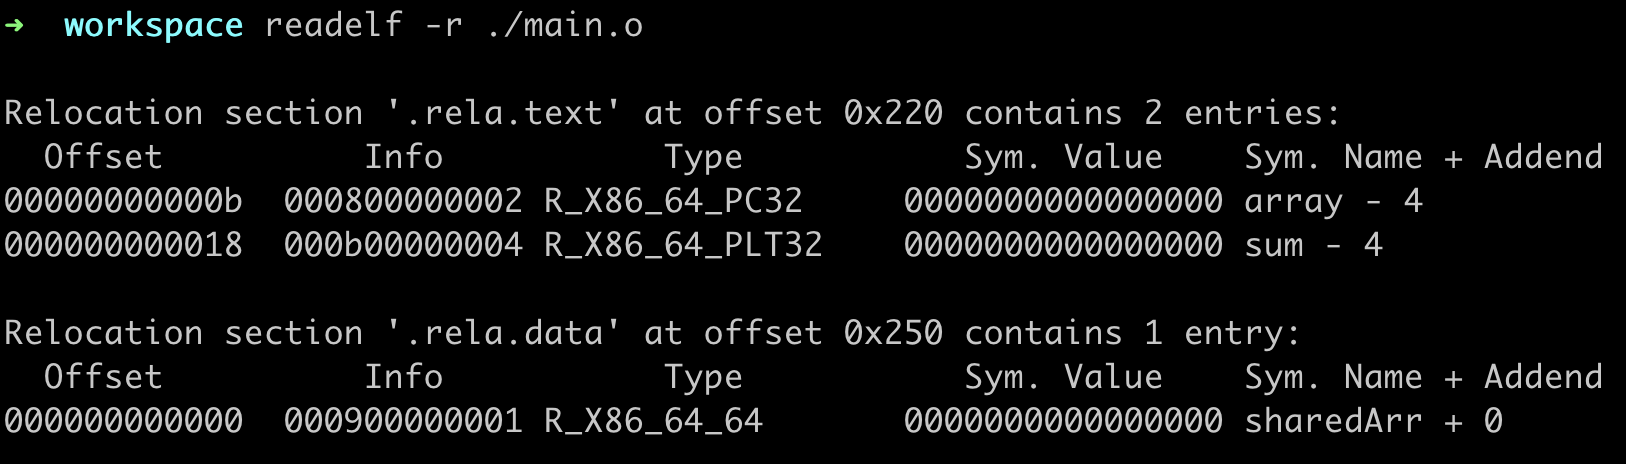 ➜  workspace readelf -r ./main.o

Relocation section '.rela.text' at offset 0x220 contains 2 entries:
  Offset          Info           Type           Sym. Value    Sym. Name + Addend
00000000000b  000800000002 R_X86_64_PC32     0000000000000000 array - 4
000000000018  000b00000004 R_X86_64_PLT32    0000000000000000 sum - 4

Relocation section '.rela.data' at offset 0x250 contains 1 entry:
  Offset          Info           Type           Sym. Value    Sym. Name + Addend
000000000000  000900000001 R_X86_64_64       0000000000000000 sharedArr + 0